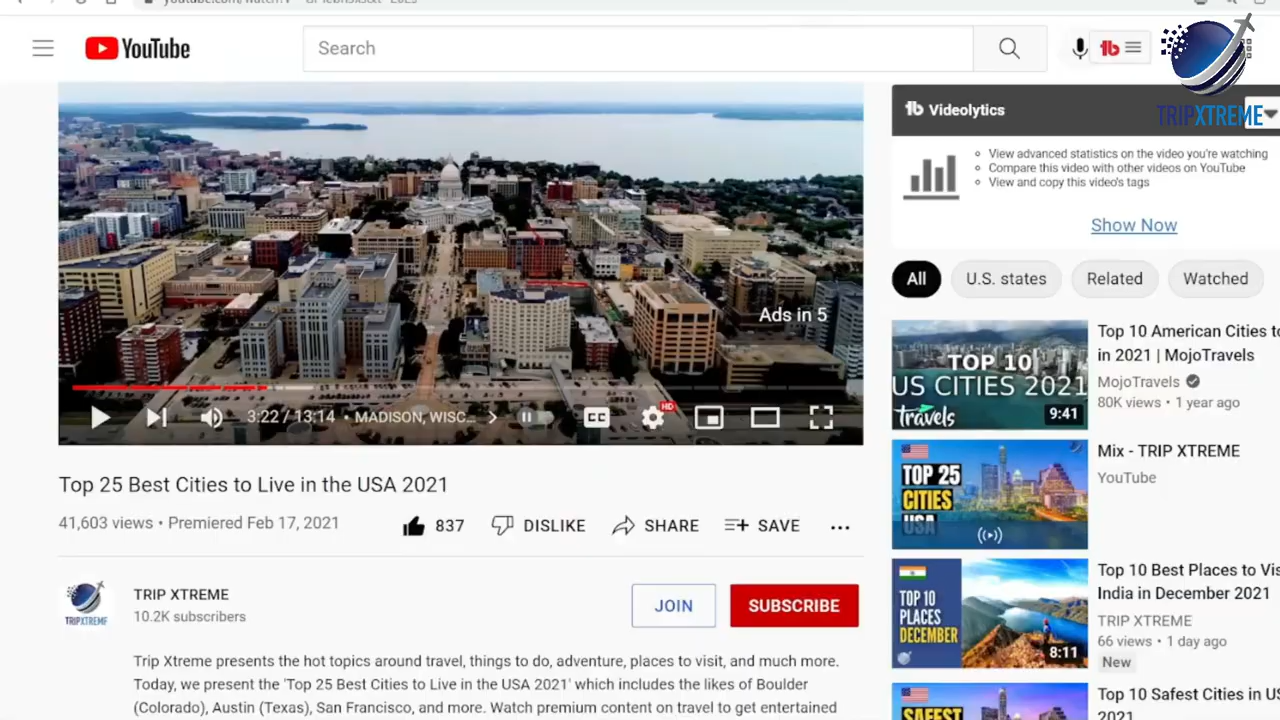 YouTube
Search
TRIPXTREME
Videolytics
View advanced statistics on the video you're watching
Compare this video with other videos on YouTube
View and copy this video's tags
Show Now
Ads in 5
3:22 / 13:14 • MADISON, WISC...
CC
HD
Top 25 Best Cities to Live in the USA 2021
41,603 views • Premiered Feb 17, 2021
837
DISLIKE
SHARE
SAVE
TRIP XTREME
10.2K subscribers
JOIN
SUBSCRIBE
Trip Xtreme presents the hot topics around travel, things to do, adventure, places to visit, and much more.
Today, we present the 'Top 25 Best Cities to Live in the USA 2021' which includes the likes of Boulder
(Colorado), Austin (Texas), San Francisco, and more. Watch premium content on travel to get entertained
All
U.S. states
Related
Watched
TOP 10
US CITIES 2021
travels
9:41
Top 10 American Cities to
in 2021 | MojoTravels
MojoTravels
80K views • 1 year ago
TOP 25
CITIES
USA
Mix - TRIP XTREME
YouTube
TOP 10
PLACES
DECEMBER
8:11
Top 10 Best Places to Vis
India in December 2021
TRIP XTREME
66 views • 1 day ago
New
SAFEST
Top 10 Safest Cities in US
2021